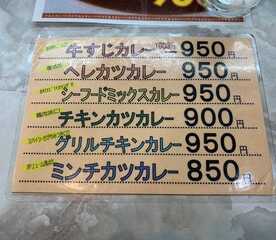 牛すじカレー 950円
ヘレカツカレー 950円
シーフードミックスカレー 950円
チキンカツカレー 900円
グリルチキンカレー 950円
ミンチカツカレー 850円